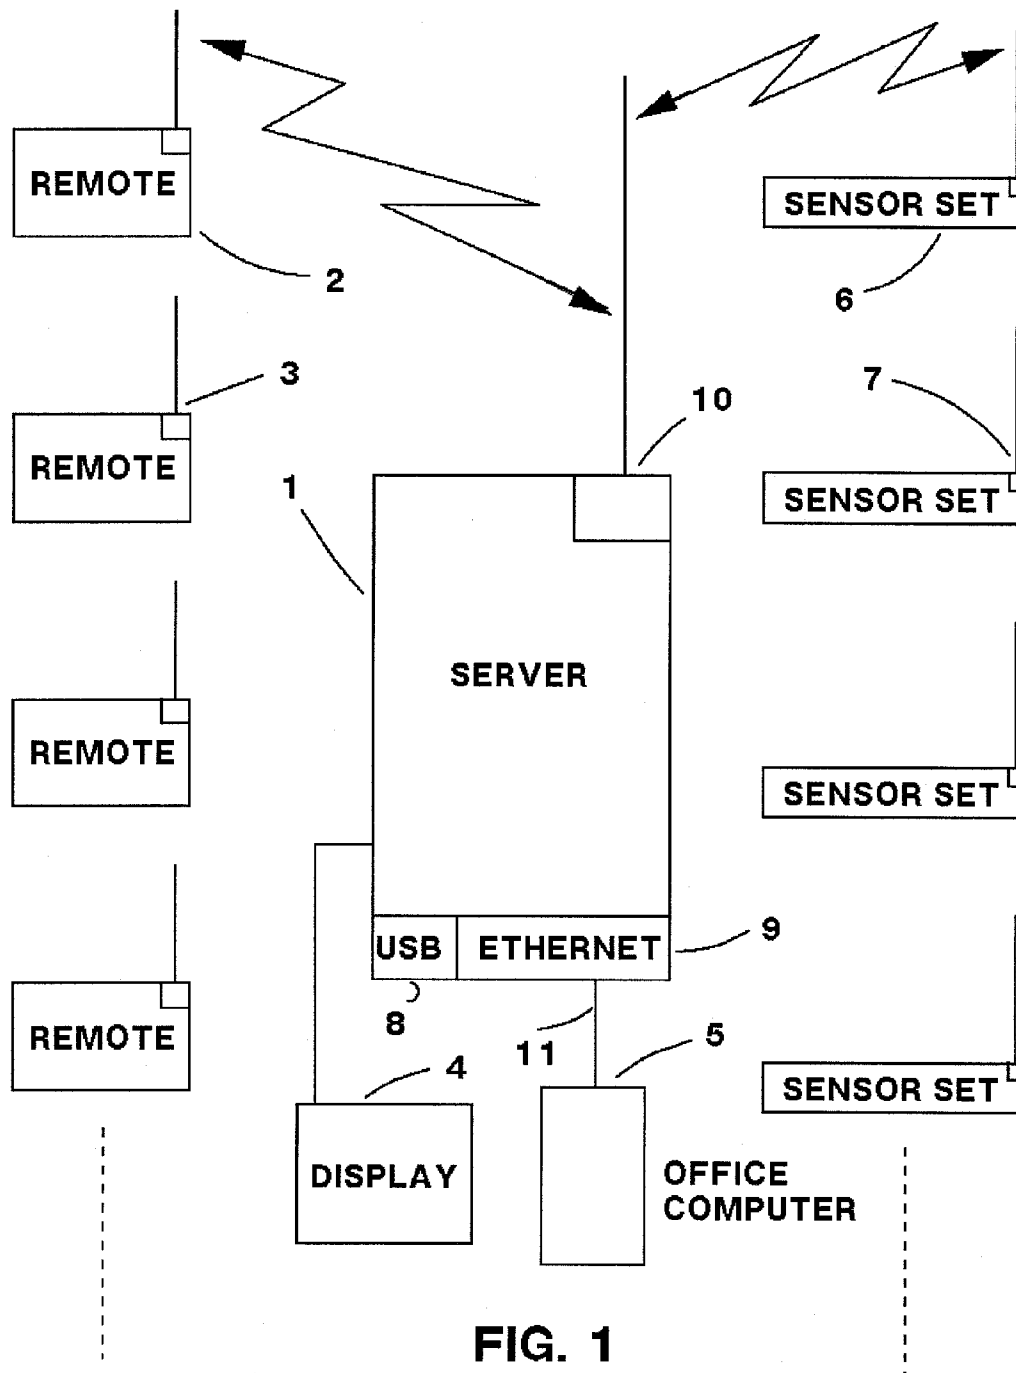 REMOTE
SENSOR SET
2
6
3
7
10
REMOTE
1
SENSOR SET
SERVER
REMOTE
SENSOR SET
9
USB
ETHERNET
8
REMOTE
11
5
4
SENSOR SET
DISPLAY
OFFICE
COMPUTER
FIG. 1